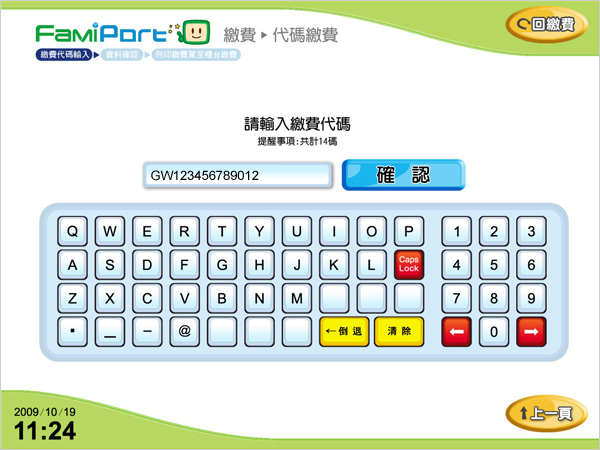 FamiPort 繳費▶代碼繳費
回繳費
繳費代碼輸入 資料確認 列印繳費單至櫃台繳費
請輸入繳費代碼
提醒事項:共計14碼
GW123456789012 確 認
Q W E R T Y U I O P 1 2 3
A S D F G H J K L Caps Lock 4 5 6
Z X C V B N M 7 8 9
. _ – @ ←倒 退 清 除 ← 0 →
2009/10/19
11:24
⬆上一頁